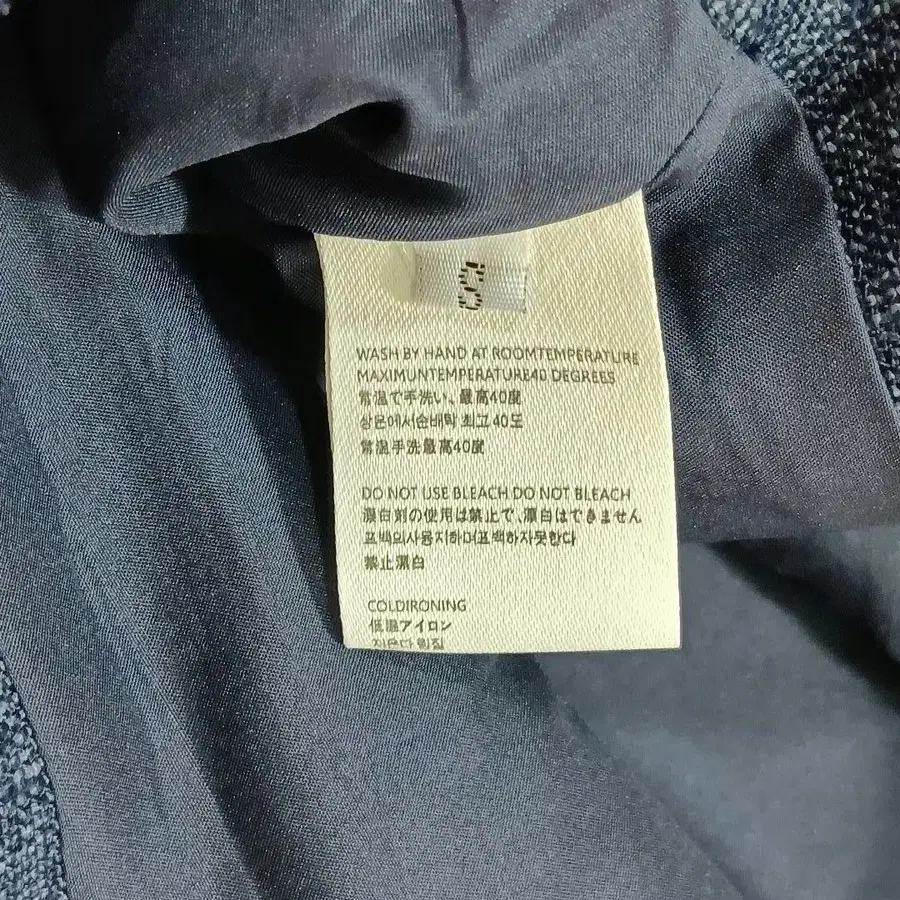 S
WASH BY HAND AT ROOMTEMPERATURE
MAXIMUNTEMPERATURE40 DEGREES
常温で手洗い、最高40度
상온에서손배탁 최고40도
常温手洗最高40度
DO NOT USE BLEACH DO NOT BLEACH
漂白剤の使用は禁止で、漂白はできません
표백의사용지하며표백하자못한다
禁止漂白
COLDIRONING
低温アイロン